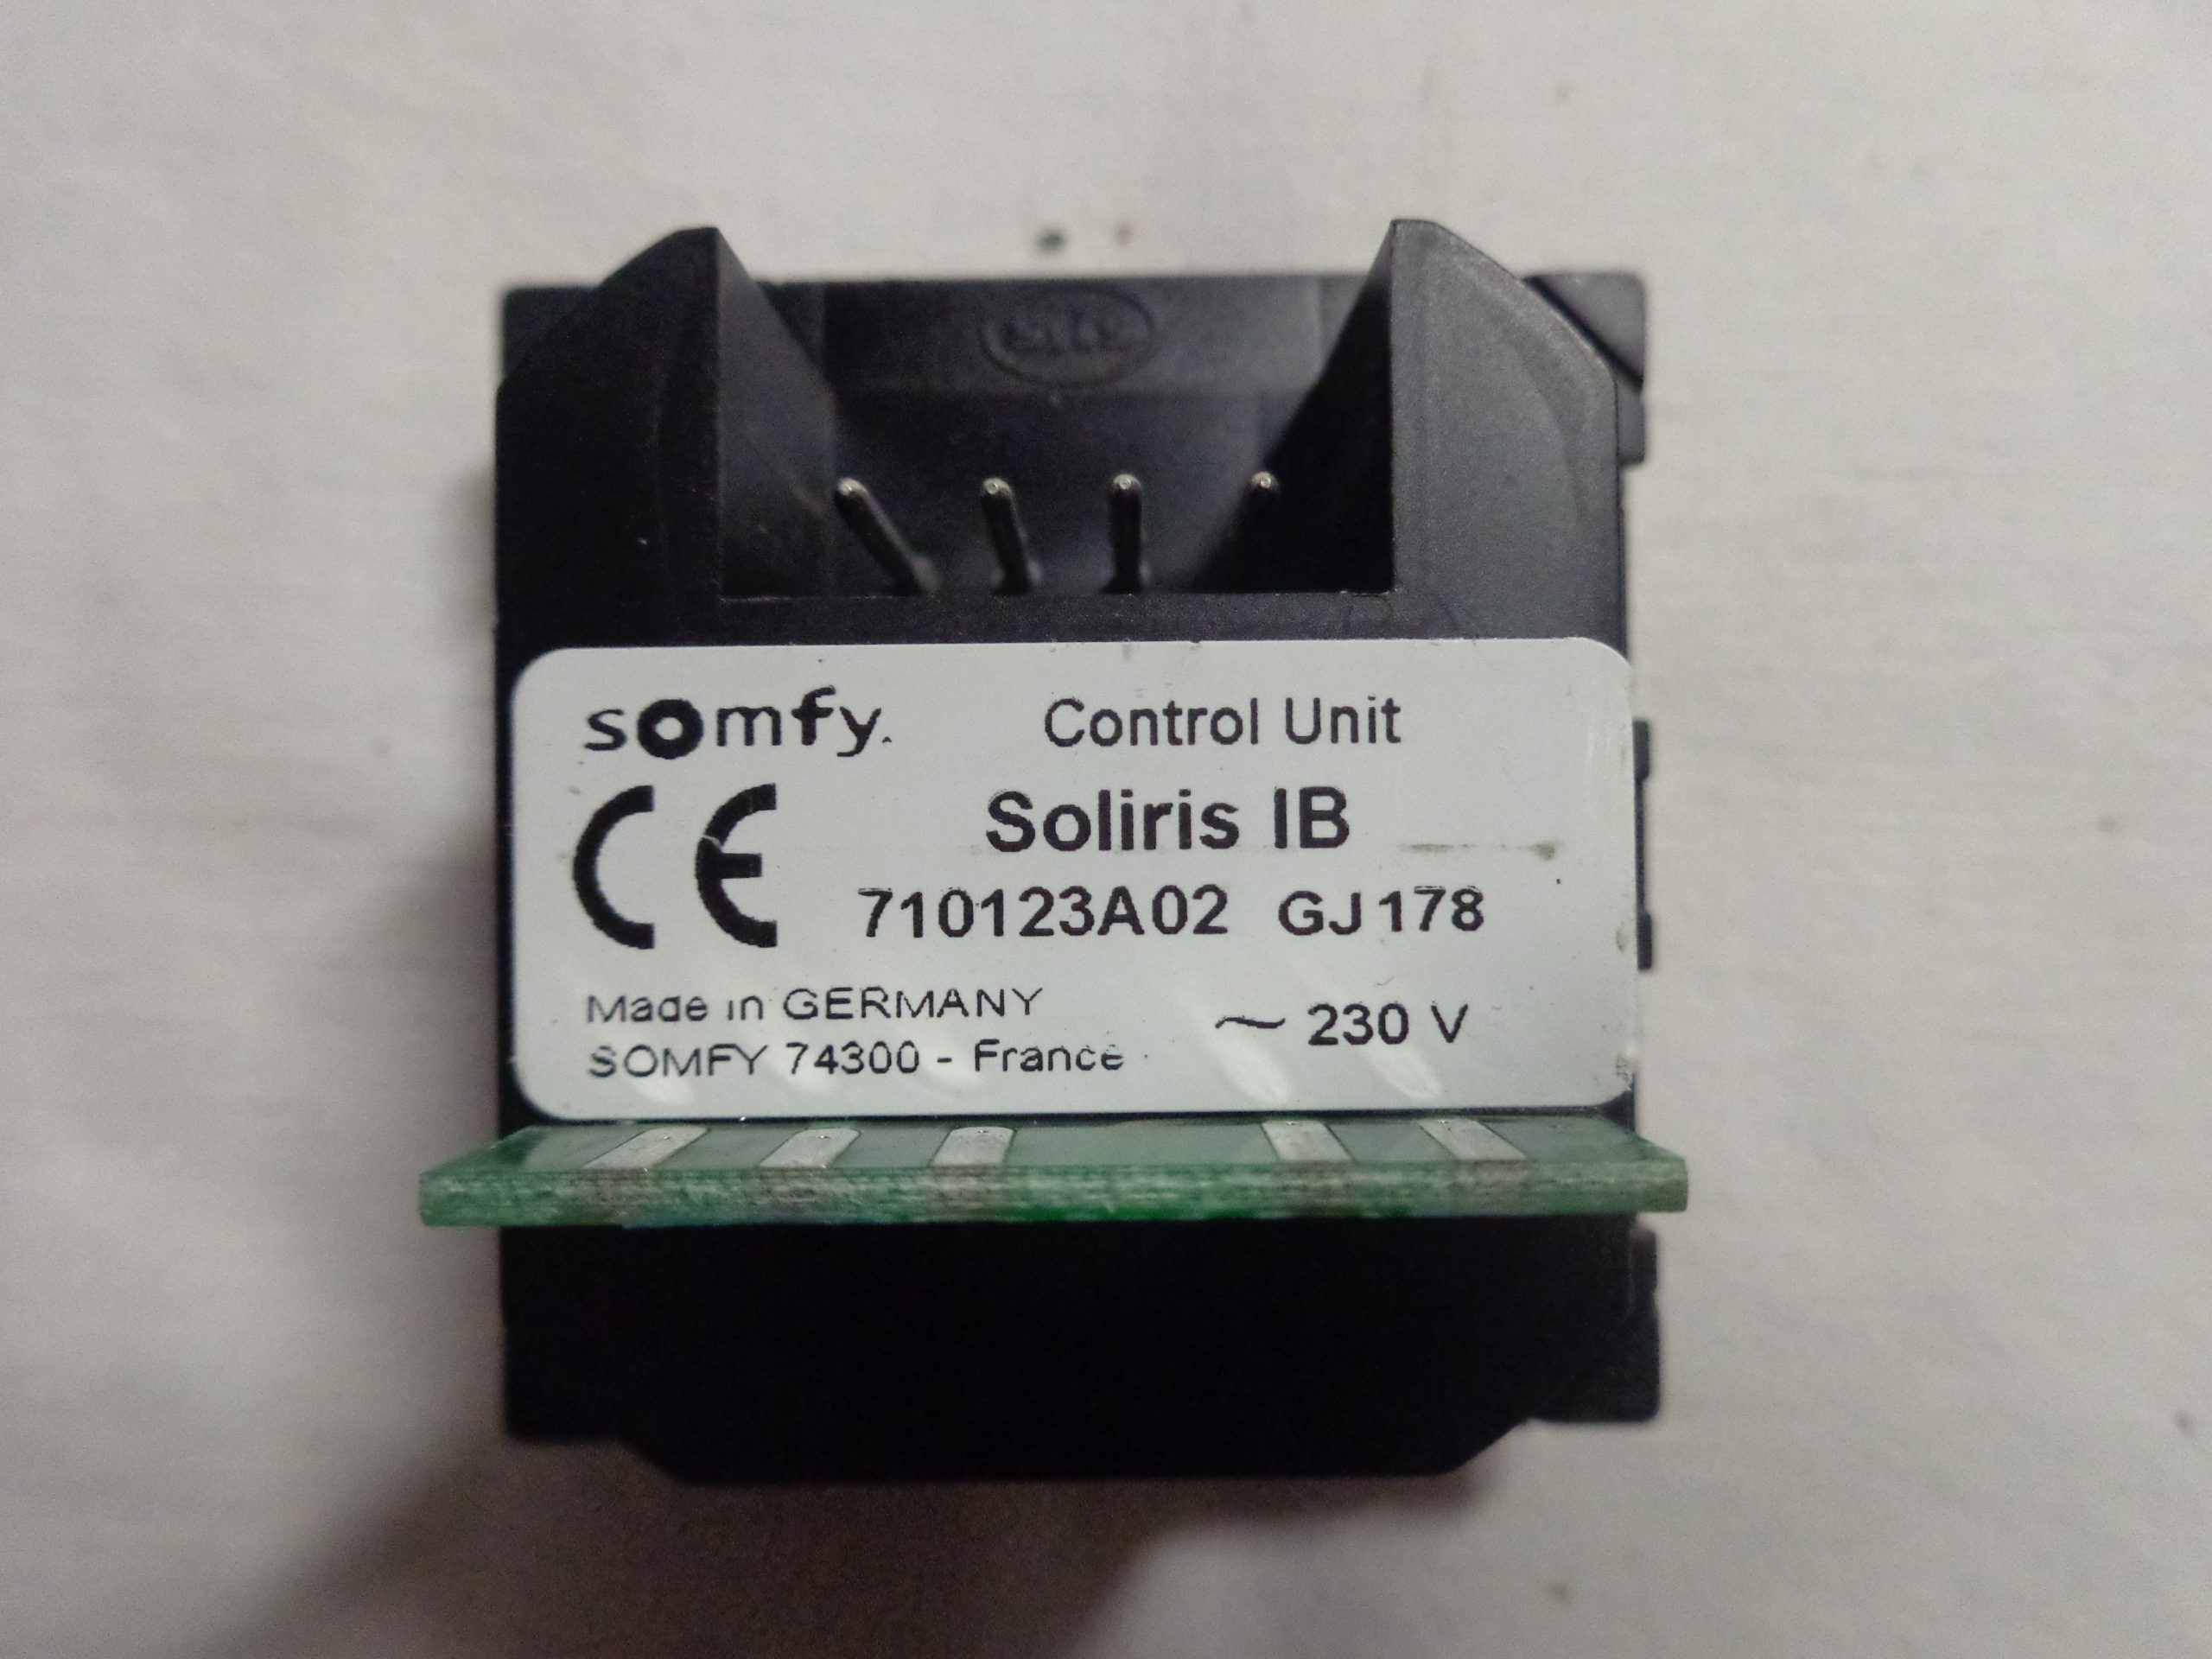 somfy. Control Unit
CE Soliris IB
710123A02 GJ178
Made in GERMANY
~ 230 V
SOMFY 74300 - France